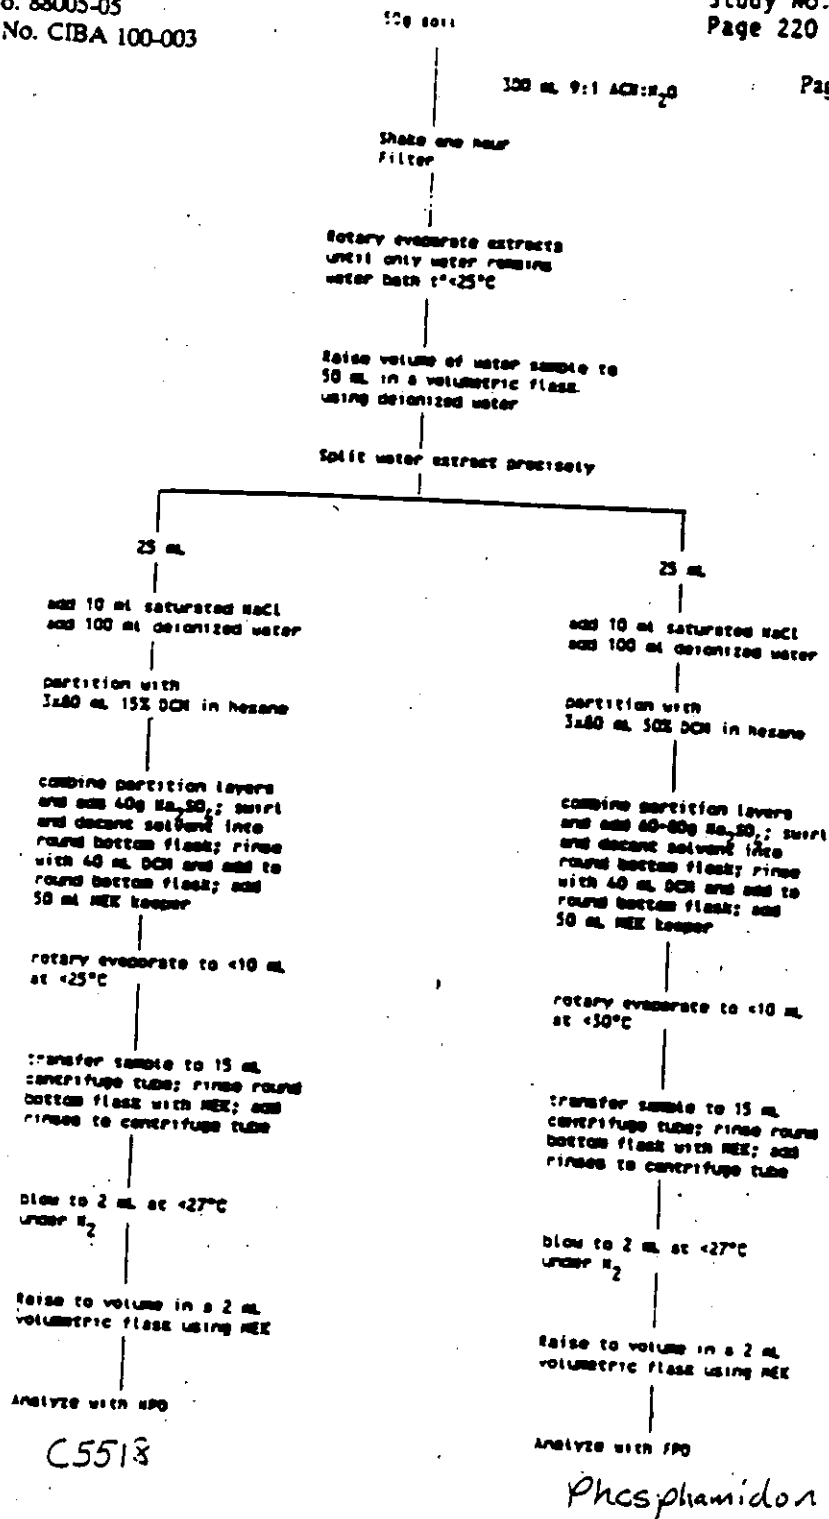 o. 88005-05
No. CIBA 100-003
Study No.
Page 220
Pag
50g soil
300 mL 9:1 ACN:H2O
Shake one hour
Filter
Rotary evaporate extracts
until only water remains
water bath t°<25°C
Raise volume of water sample to
50 mL in a volumetric flask
using deionized water
Split water extract precisely
25 mL
add 10 ml saturated NaCl
add 100 ml deionized water
partition with
3x80 mL 15% DCM in hexane
combine partition layers
and add 40g Na2SO4; swirl
and decant solvent into
round bottom flask; rinse
with 40 mL DCM and add to
round bottom flask; add
50 ml MEK keeper
rotary evaporate to <10 mL
at <25°C
transfer sample to 15 mL
centrifuge tube; rinse round
bottom flask with MEK; add
rinses to centrifuge tube
blow to 2 mL at <27°C
under N2
Raise to volume in a 2 mL
volumetric flask using MEK
Analyze with NPD
C5518
25 mL
add 10 ml saturated NaCl
add 100 ml deionized water
partition with
3x80 mL 50% DCM in hexane
combine partition layers
and add 60-80g Na2SO4; swirl
and decant solvent into
round bottom flask; rinse
with 40 mL DCM and add to
round bottom flask; add
50 mL MEK keeper
rotary evaporate to <10 mL
at <30°C
transfer sample to 15 mL
centrifuge tube; rinse round
bottom flask with MEK; add
rinses to centrifuge tube
blow to 2 mL at <27°C
under N2
Raise to volume in a 2 mL
volumetric flask using MEK
Analyze with FPD
Phosphamidon